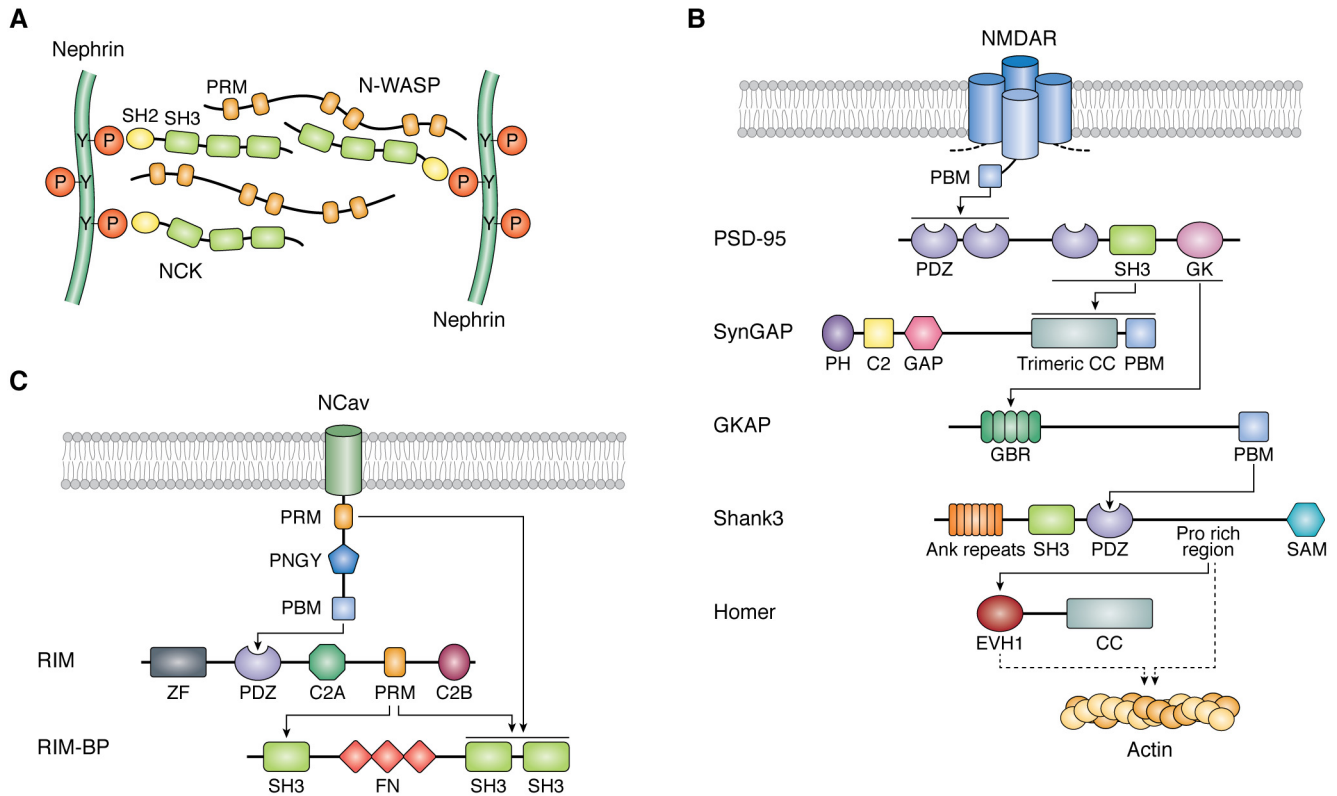 A
Nephrin
PRM
N-WASP
SH2 SH3
Y P
P Y
Y P
Y P
P Y
Y P
NCK
Nephrin
B
NMDAR
PBM
PSD-95
PDZ SH3 GK
SynGAP
PH C2 GAP Trimeric CC PBM
GKAP
GBR PBM
Shank3
Ank repeats SH3 PDZ
Pro rich
region
SAM
Homer
EVH1 CC
Actin
C
NCav
PRM
PNGY
PBM
RIM
ZF PDZ C2A PRM C2B
RIM-BP
SH3 FN SH3 SH3